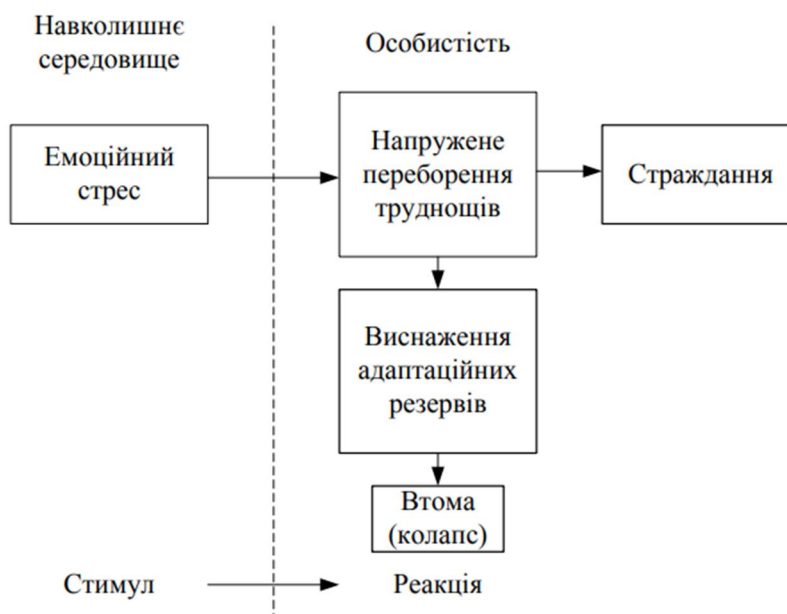 Навколишнє
середовище
Особистість
Емоційний
стрес
Напружене
переборення
труднощів
Страждання
Виснаження
адаптаційних
резервів
Втома
(колапс)
Стимул
Реакція